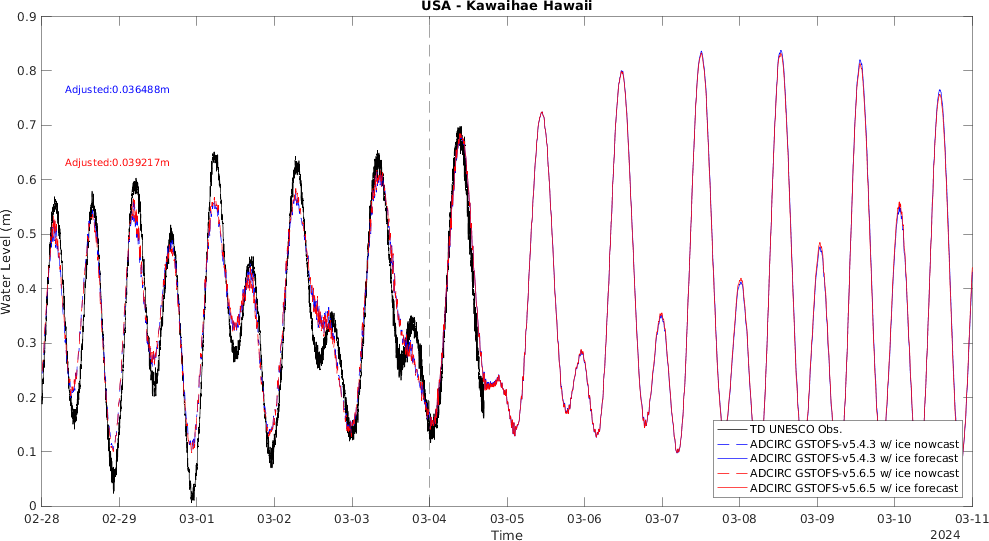 USA - Kawaihae Hawaii
0.9
0.8
0.7
0.6
0.5
0.4
0.3
0.2
0.1
0
Water Level (m)
Adjusted:0.036488m
Adjusted:0.039217m
TD UNESCO Obs.
ADCIRC GSTOFS-v5.4.3 w/ ice nowcast
ADCIRC GSTOFS-v5.4.3 w/ ice forecast
ADCIRC GSTOFS-v5.6.5 w/ ice nowcast
ADCIRC GSTOFS-v5.6.5 w/ ice forecast
02-28 02-29 03-01 03-02 03-03 03-04 03-05 03-06 03-07 03-08 03-09 03-10 03-11
Time
2024